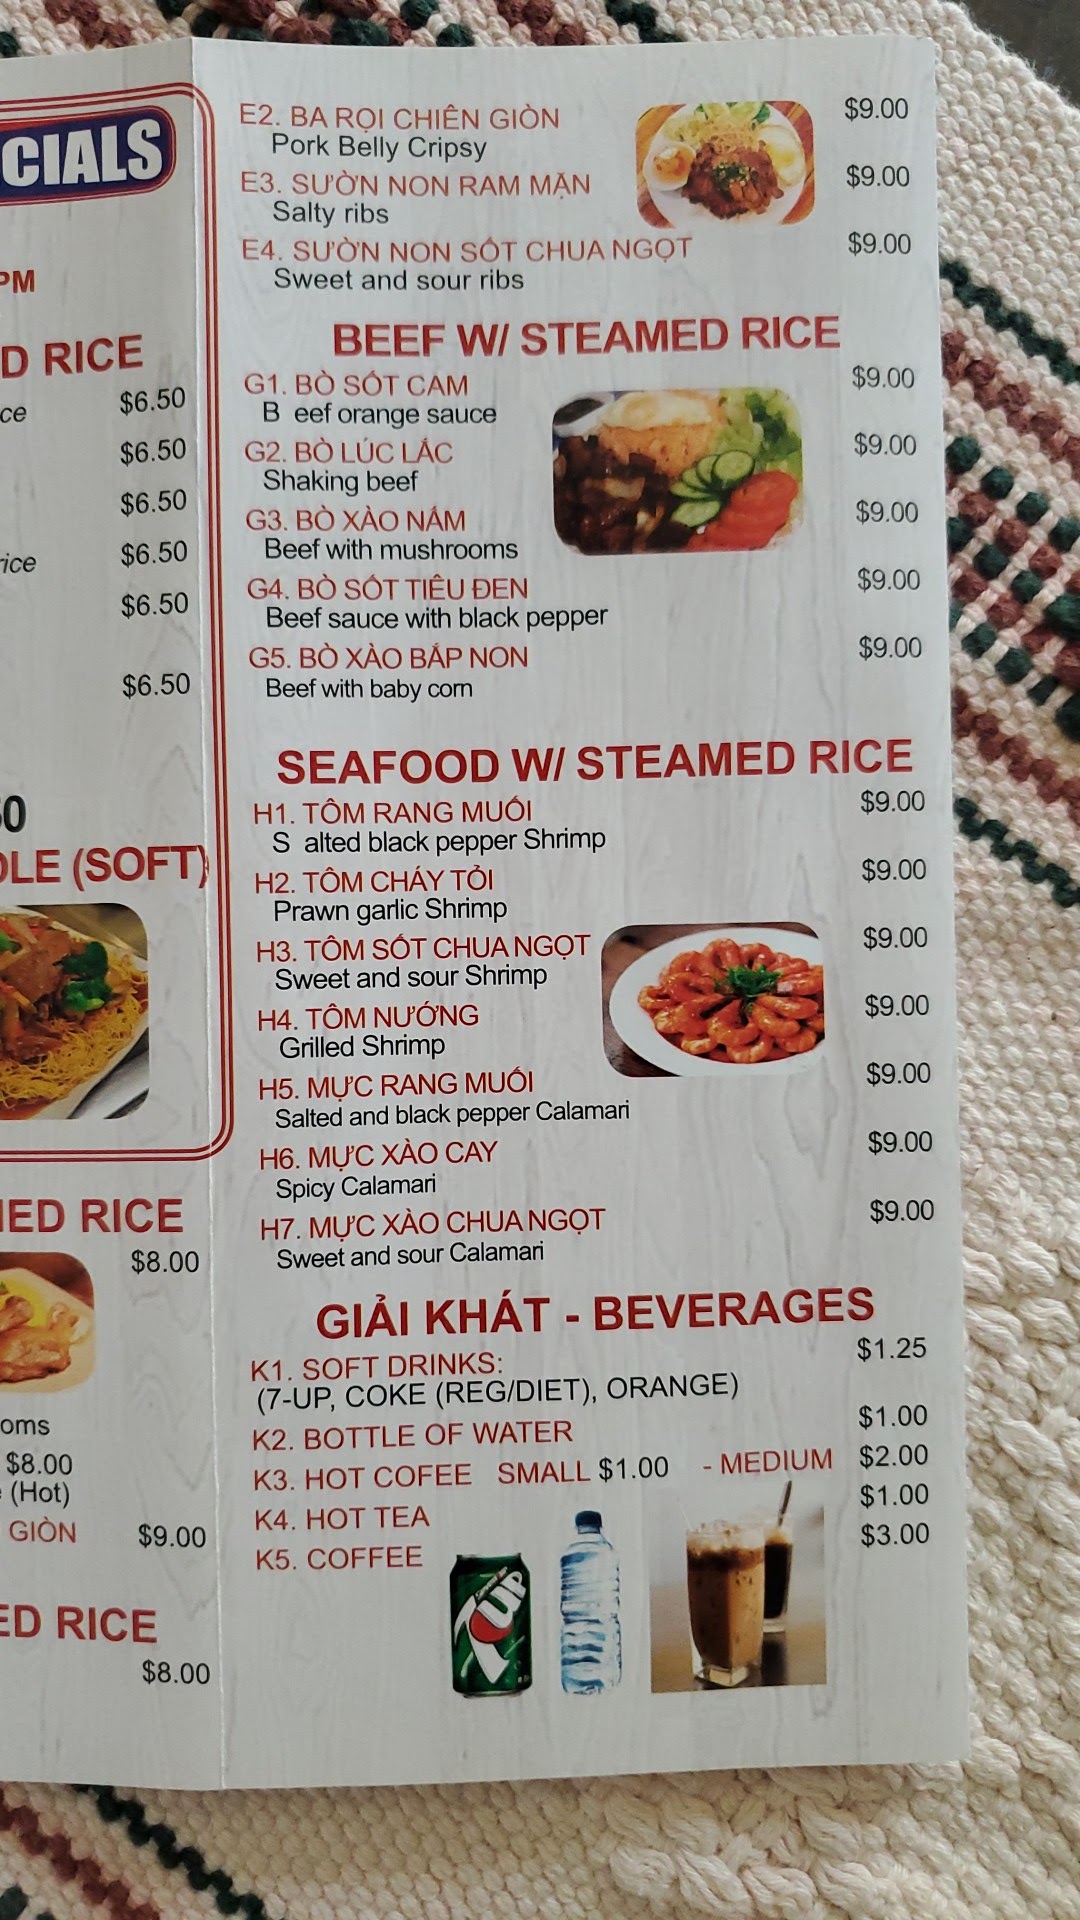 CIALS
PM
D RICE
ce $6.50
$6.50
$6.50
rice $6.50
$6.50
$6.50
(SOFT)
RICE
$8.00
ooms
$8.00
(Hot)
GIÒN $9.00
ED RICE
$8.00
E2. BA RỌI CHIÊN GIÒN $9.00
Pork Belly Cripsy
E3. SƯỜN NON RAM MẶN $9.00
Salty ribs
E4. SƯỜN NON SỐT CHUA NGỌT $9.00
Sweet and sour ribs
BEEF W/ STEAMED RICE
G1. BÒ SỐT CAM $9.00
B eef orange sauce
G2. BÒ LÚC LẮC $9.00
Shaking beef
G3. BÒ XÀO NẤM $9.00
Beef with mushrooms
G4. BÒ SỐT TIÊU ĐEN $9.00
Beef sauce with black pepper
G5. BÒ XÀO BẮP NON $9.00
Beef with baby corn
SEAFOOD W/ STEAMED RICE
H1. TÔM RANG MUỐI $9.00
S alted black pepper Shrimp
H2. TÔM CHÁY TỎI $9.00
Prawn garlic Shrimp
H3. TÔM SỐT CHUA NGỌT $9.00
Sweet and sour Shrimp
H4. TÔM NƯỚNG $9.00
Grilled Shrimp
H5. MỰC RANG MUỐI $9.00
Salted and black pepper Calamari
H6. MỰC XÀO CAY $9.00
Spicy Calamari
H7. MỰC XÀO CHUA NGỌT $9.00
Sweet and sour Calamari
GIẢI KHÁT - BEVERAGES
K1. SOFT DRINKS: $1.25
(7-UP, COKE (REG/DIET), ORANGE)
K2. BOTTLE OF WATER $1.00
K3. HOT COFEE SMALL $1.00 - MEDIUM $2.00
K4. HOT TEA $1.00
K5. COFFEE $3.00
7UP